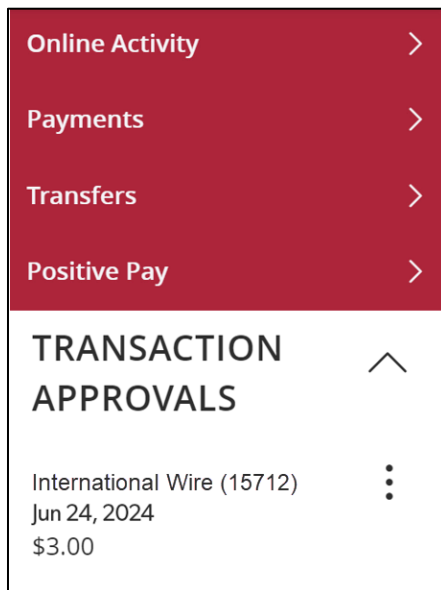 Online Activity
Payments
Transfers
Positive Pay
TRANSACTION
APPROVALS
International Wire (15712)
Jun 24, 2024
$3.00